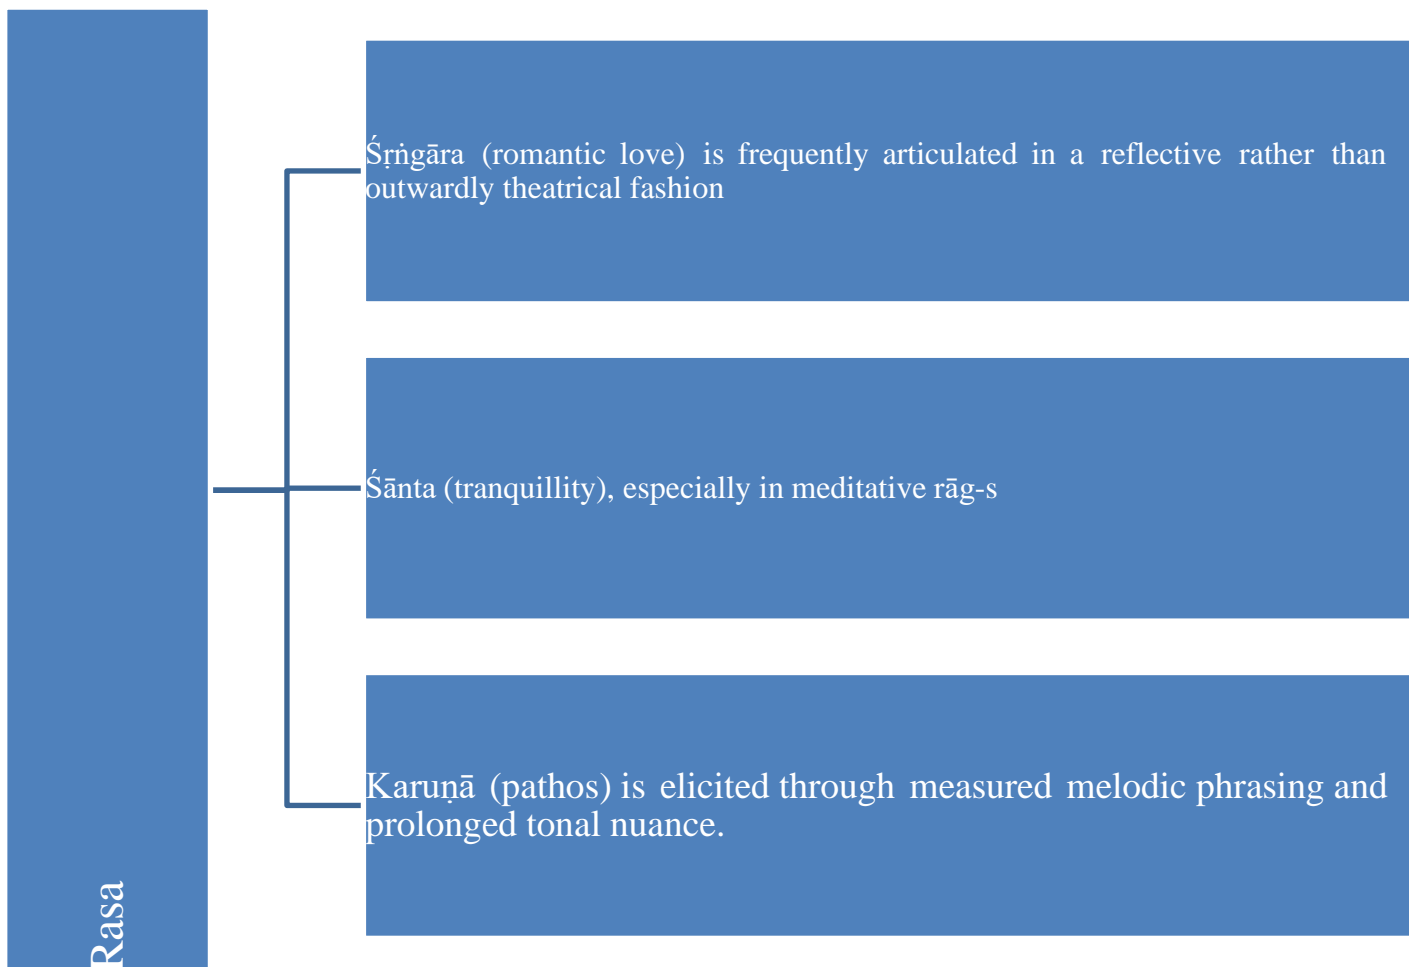 Rasa
Śṛṅgāra (romantic love) is frequently articulated in a reflective rather than
outwardly theatrical fashion
Śānta (tranquillity), especially in meditative rāg-s
Karuṇā (pathos) is elicited through measured melodic phrasing and
prolonged tonal nuance.